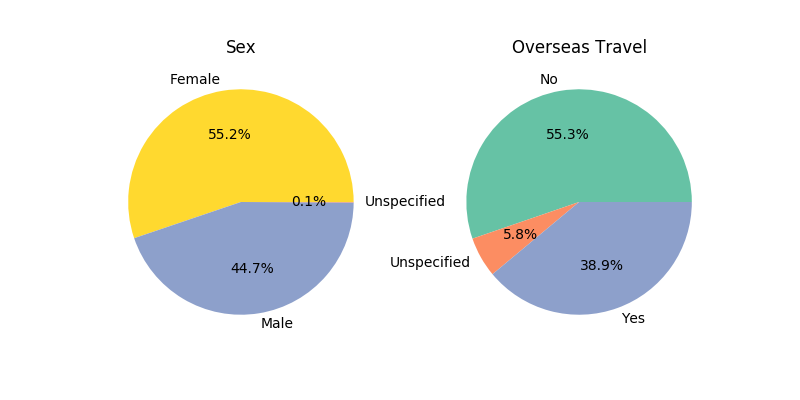 Sex
Female
55.2%
0.1%
Unspecified
44.7%
Male
Overseas Travel
No
55.3%
5.8%
Unspecified
38.9%
Yes